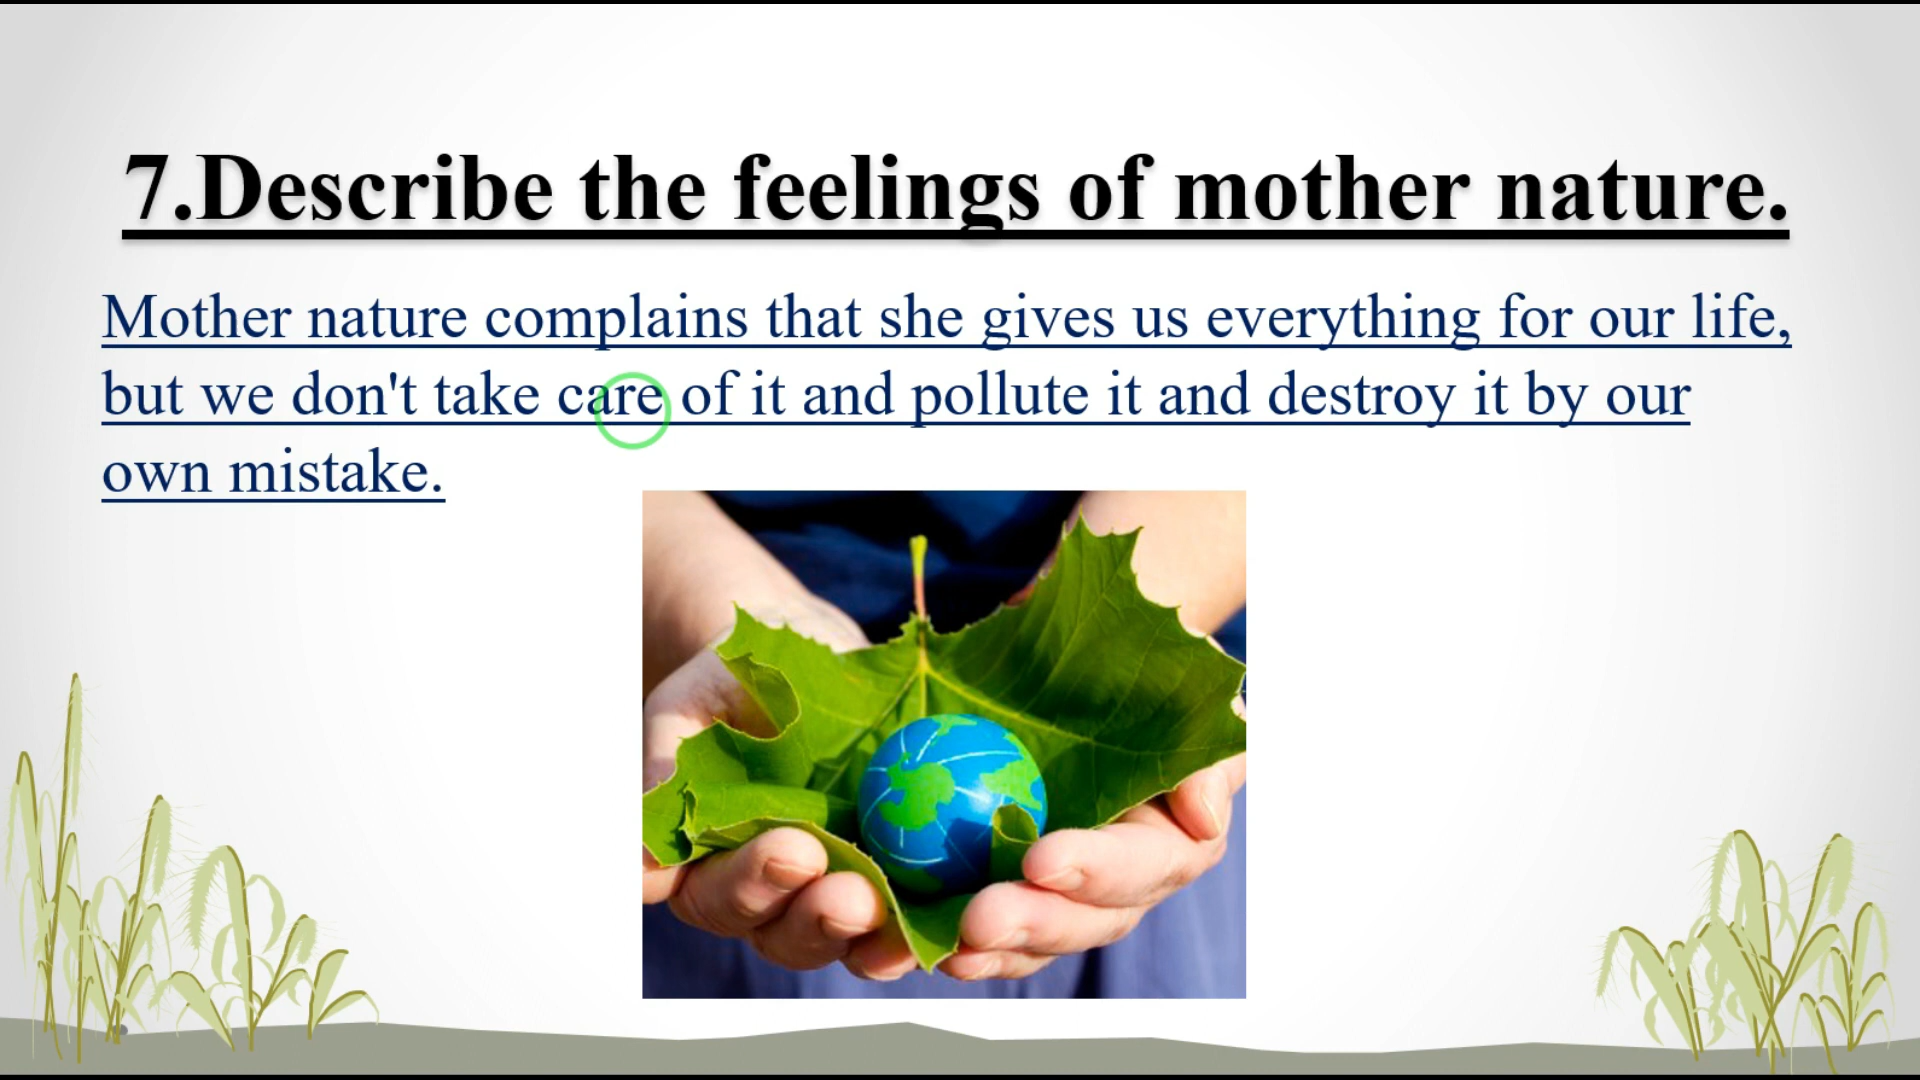 7.Describe the feelings of mother nature.
Mother nature complains that she gives us everything for our life,
but we don't take care of it and pollute it and destroy it by our
own mistake.